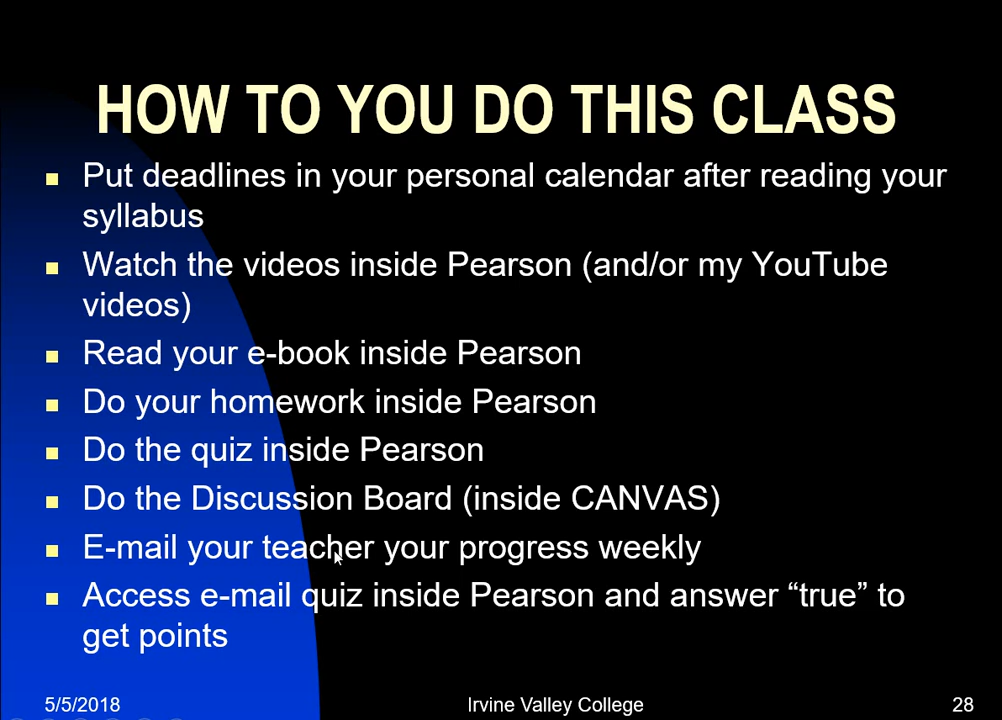 HOW TO YOU DO THIS CLASS
Put deadlines in your personal calendar after reading your
syllabus
Watch the videos inside Pearson (and/or my YouTube
videos)
Read your e-book inside Pearson
Do your homework inside Pearson
Do the quiz inside Pearson
Do the Discussion Board (inside CANVAS)
E-mail your teacher your progress weekly
Access e-mail quiz inside Pearson and answer “true” to
get points
5/5/2018 Irvine Valley College 28